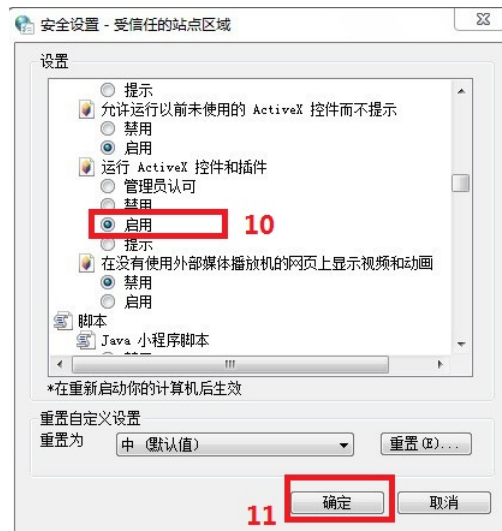 安全设置 - 受信任的站点区域
设置
提示
允许运行以前未使用的 ActiveX 控件而不提示
禁用
启用
运行 ActiveX 控件和插件
管理员认可
禁用
启用
10
提示
在没有使用外部媒体播放机的网页上显示视频和动画
禁用
启用
脚本
Java 小程序脚本
*在重新启动你的计算机后生效
重置自定义设置
重置为
中 (默认值)
重置(E)...
11
确定
取消